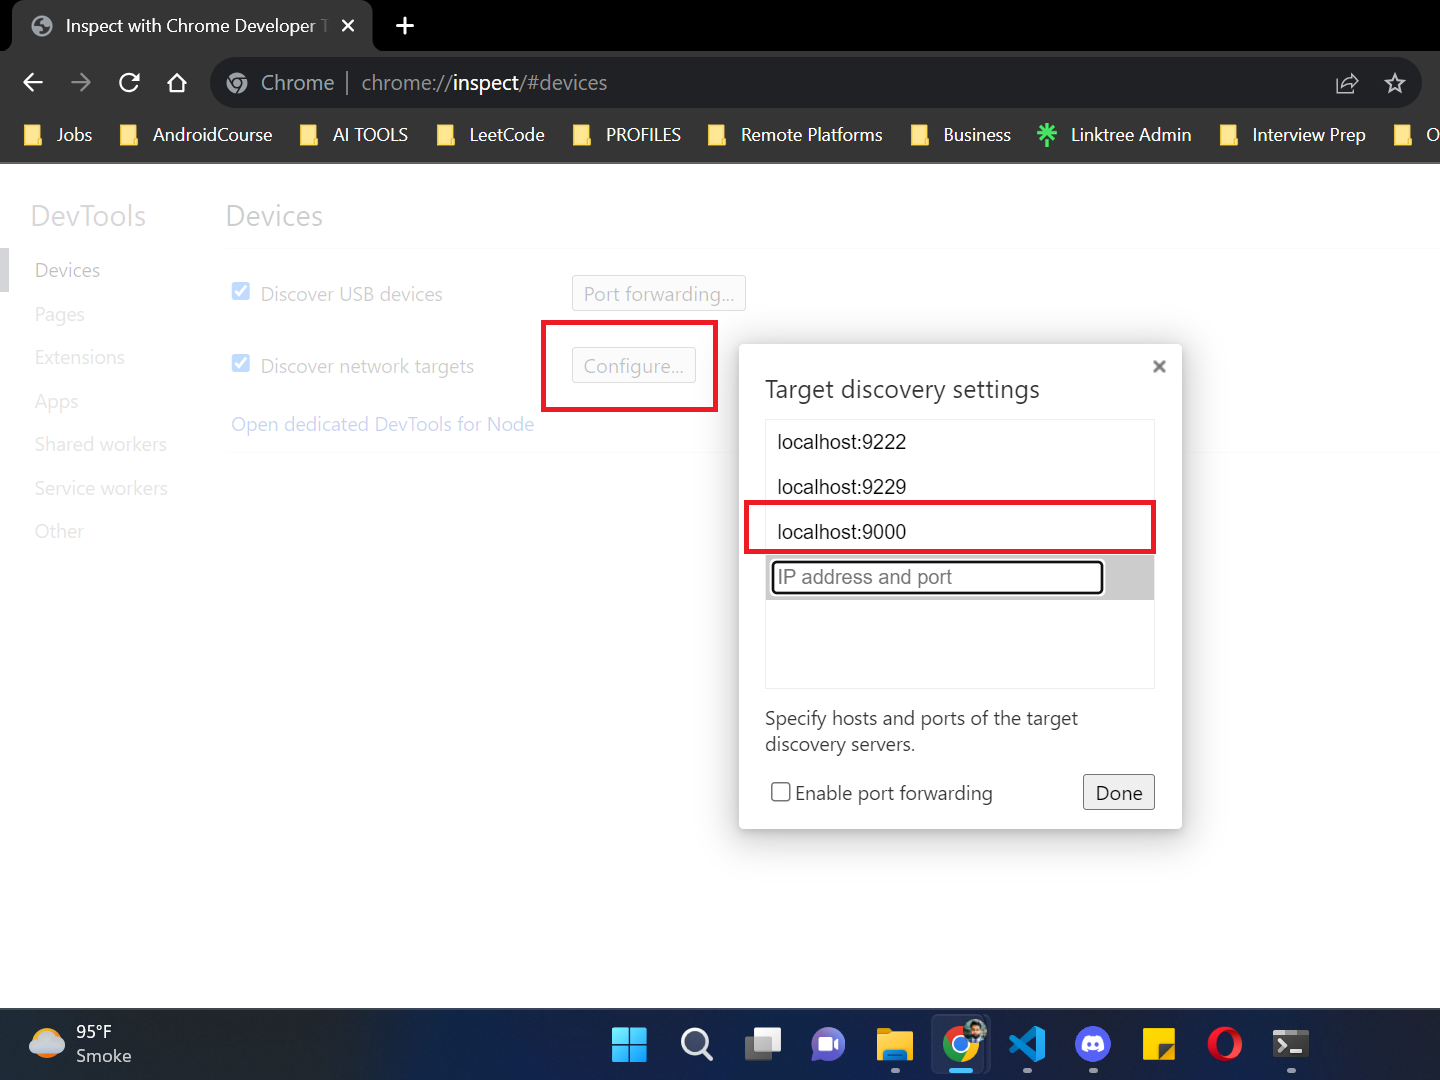 Inspect with Chrome Developer T
Chrome | chrome://inspect/#devices
Jobs AndroidCourse AI TOOLS LeetCode PROFILES Remote Platforms Business Linktree Admin Interview Prep O
DevTools
Devices
Pages
Extensions
Apps
Shared workers
Service workers
Other
Devices
Discover USB devices Port forwarding...
Discover network targets Configure...
Open dedicated DevTools for Node
Target discovery settings
localhost:9222
localhost:9229
localhost:9000
IP address and port
Specify hosts and ports of the target
discovery servers.
Enable port forwarding Done
95°F
Smoke